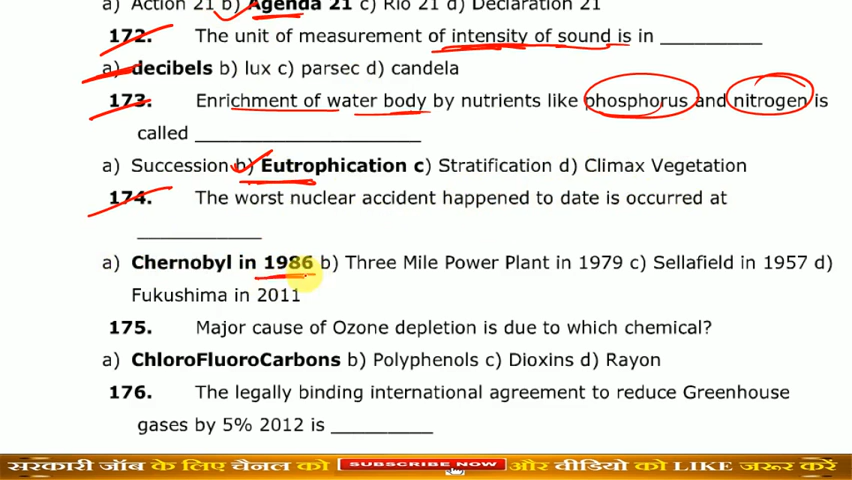 a) Action 21 b) Agenda 21 c) Rio 21 d) Declaration 21
172. The unit of measurement of intensity of sound is in __________
a) decibels b) lux c) parsec d) candela
173. Enrichment of water body by nutrients like phosphorus and nitrogen is
called ______________________
a) Succession b) Eutrophication c) Stratification d) Climax Vegetation
174. The worst nuclear accident happened to date is occurred at
____________
a) Chernobyl in 1986 b) Three Mile Power Plant in 1979 c) Sellafield in 1957 d)
Fukushima in 2011
175. Major cause of Ozone depletion is due to which chemical?
a) ChloroFluoroCarbons b) Polyphenols c) Dioxins d) Rayon
176. The legally binding international agreement to reduce Greenhouse
gases by 5% 2012 is __________
सरकारी जॉब के लिए चैनल को SUBSCRIBE NOW और वीडियो को LIKE जरूर करें